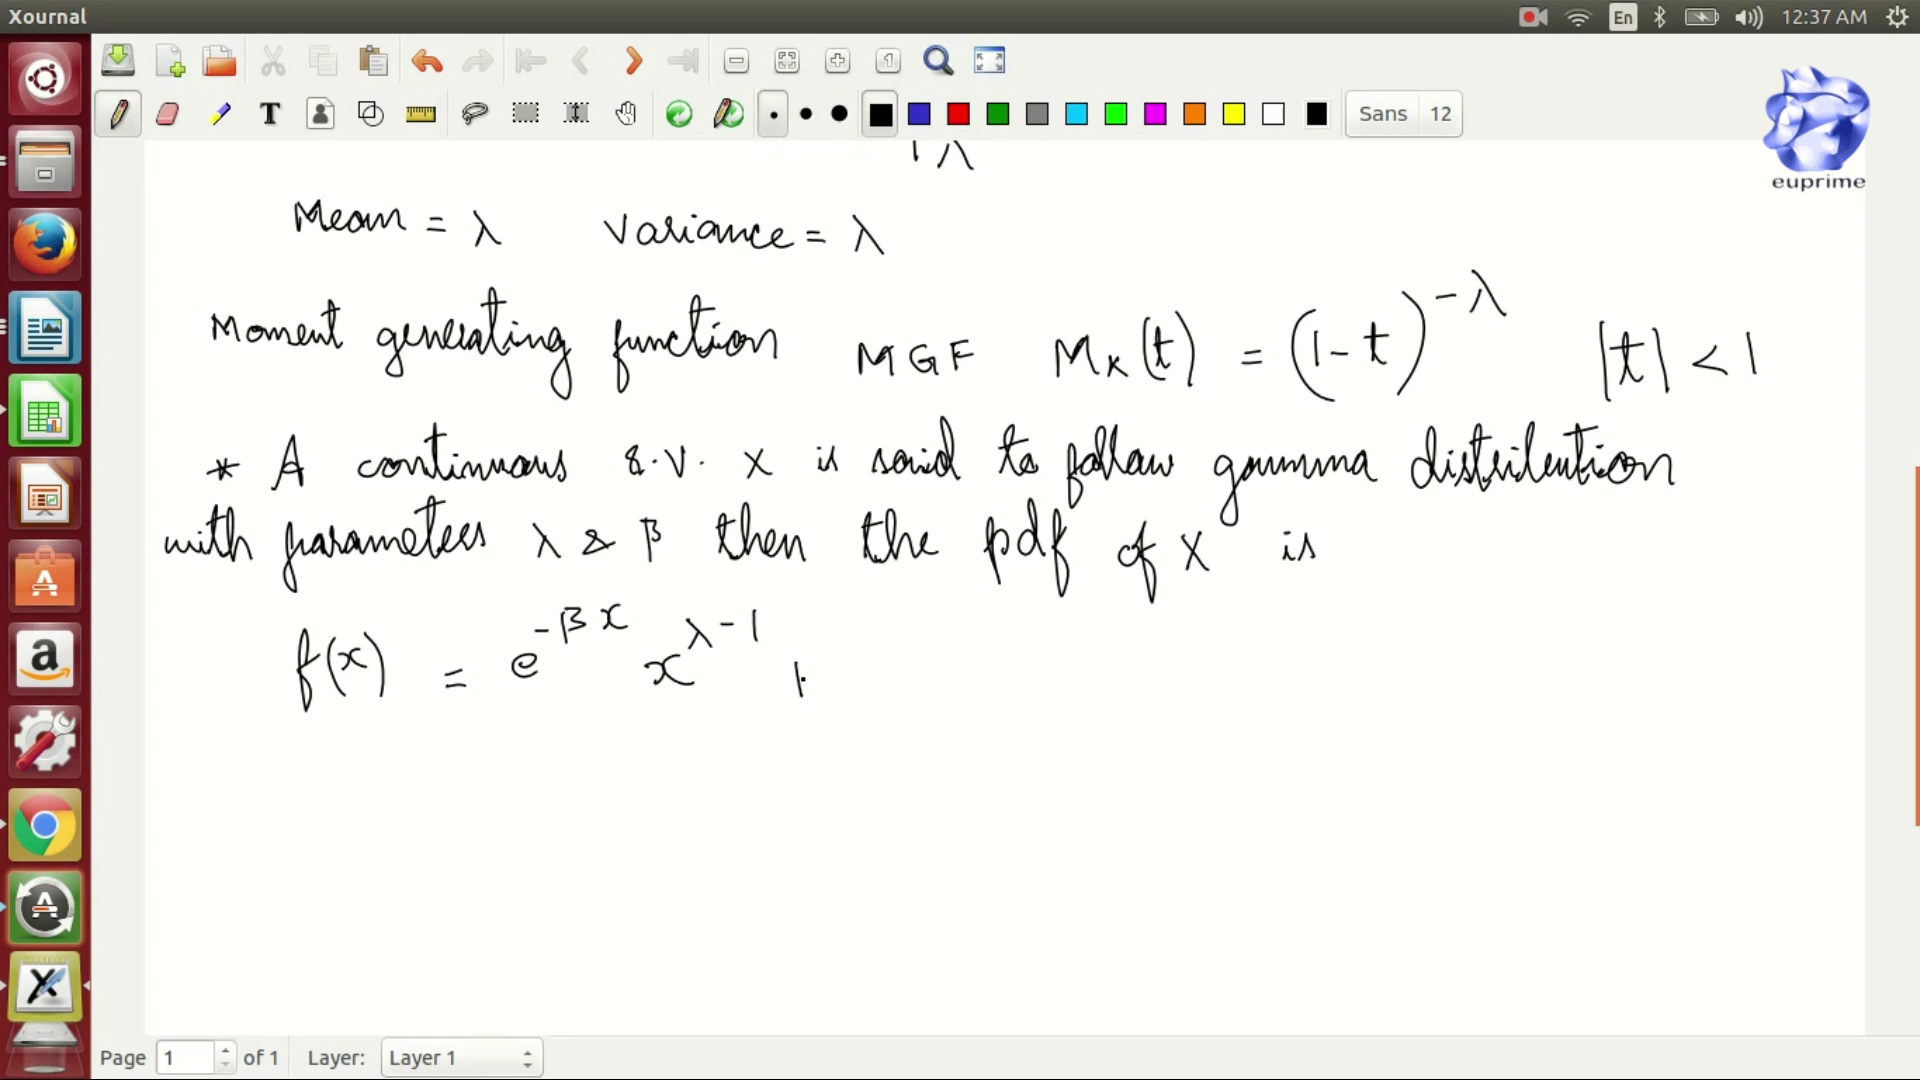 Xournal
En 12:37 AM
Sans 12
euprime
Γλ
Mean = λ Variance = λ
Moment generating function MGF Mx(t) = (1-t)^-λ |t| < 1
* A continuous r.v. X is said to follow gamma distribution
with parameters λ & β then the pdf of X is
f(x) = e^-βx x^λ-1
Page 1 of 1 Layer: Layer 1